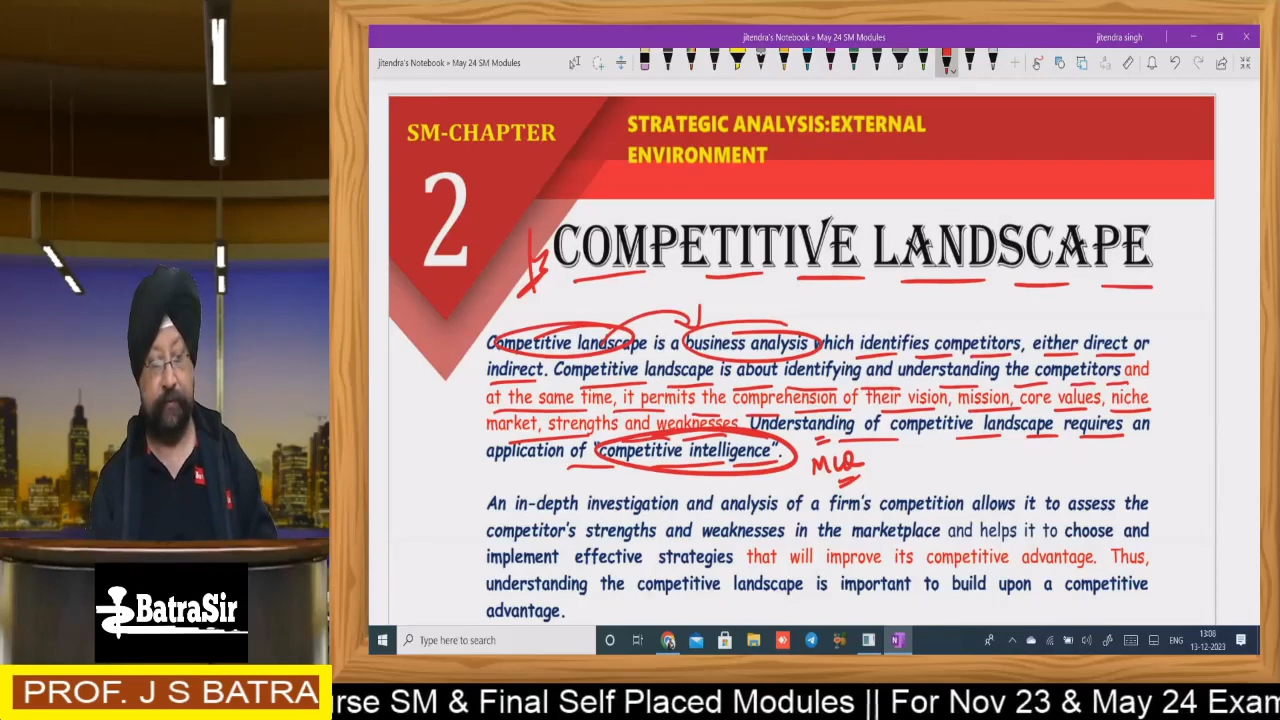 jitendra's Notebook » May 24 SM Modules
jitendra singh
jitendra's Notebook » May 24 SM Modules
SM-CHAPTER
2
STRATEGIC ANALYSIS:EXTERNAL
ENVIRONMENT
COMPETITIVE LANDSCAPE
Competitive landscape is a business analysis which identifies competitors, either direct or
indirect. Competitive landscape is about identifying and understanding the competitors and
at the same time, it permits the comprehension of their vision, mission, core values, niche
market, strengths and weaknesses. Understanding of competitive landscape requires an
application of "competitive intelligence".
MCQ
An in-depth investigation and analysis of a firm's competition allows it to assess the
competitor's strengths and weaknesses in the marketplace and helps it to choose and
implement effective strategies that will improve its competitive advantage. Thus,
understanding the competitive landscape is important to build upon a competitive
advantage.
Type here to search
ENG
13:08
13-12-2023
BatraSir
PROF. J S BATRA
urse SM & Final Self Placed Modules || For Nov 23 & May 24 Exam